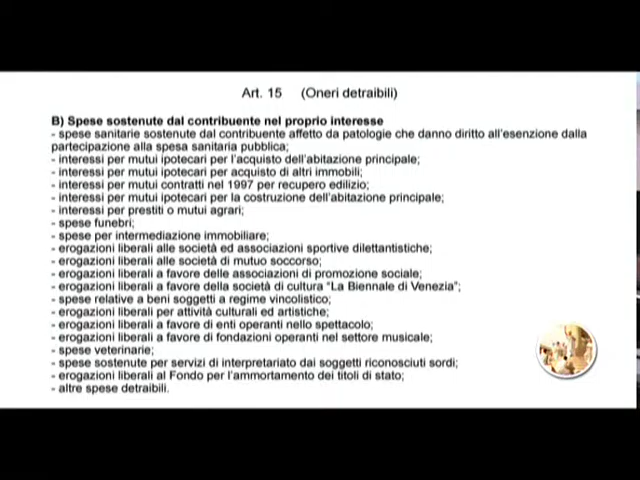 Art. 15 (Oneri detraibili)
B) Spese sostenute dal contribuente nel proprio interesse
- spese sanitarie sostenute dal contribuente affetto da patologie che danno diritto all'esenzione dalla
partecipazione alla spesa sanitaria pubblica;
- interessi per mutui ipotecari per l'acquisto dell'abitazione principale;
- interessi per mutui ipotecari per acquisto di altri immobili;
- interessi per mutui contratti nel 1997 per recupero edilizio;
- interessi per mutui ipotecari per la costruzione dell'abitazione principale;
- interessi per prestiti o mutui agrari;
- spese funebri;
- spese per intermediazione immobiliare;
- erogazioni liberali alle società ed associazioni sportive dilettantistiche;
- erogazioni liberali alle società di mutuo soccorso;
- erogazioni liberali a favore delle associazioni di promozione sociale;
- erogazioni liberali a favore della società di cultura "La Biennale di Venezia";
- spese relative a beni soggetti a regime vincolistico;
- erogazioni liberali per attività culturali ed artistiche;
- erogazioni liberali a favore di enti operanti nello spettacolo;
- erogazioni liberali a favore di fondazioni operanti nel settore musicale;
- spese veterinarie;
- spese sostenute per servizi di interpretariato dai soggetti riconosciuti sordi;
- erogazioni liberali al Fondo per l'ammortamento dei titoli di stato;
- altre spese detraibili.